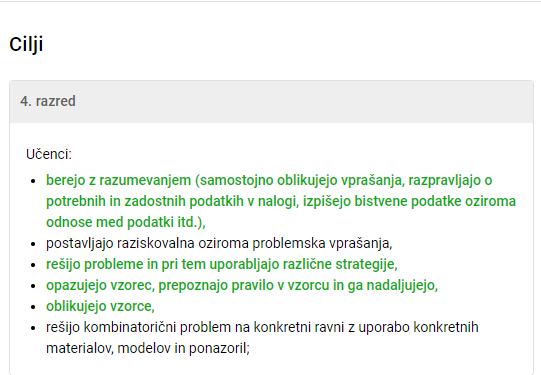 Cilji
4. razred
Učenci:
• berejo z razumevanjem (samostojno oblikujejo vprašanja, razpravljajo o
potrebnih in zadostnih podatkih v nalogi, izpišejo bistvene podatke oziroma
odnose med podatki itd.),
• postavljajo raziskovalna oziroma problemska vprašanja,
• rešijo probleme in pri tem uporabljajo različne strategije,
• opazujejo vzorec, prepoznajo pravilo v vzorcu in ga nadaljujejo,
• oblikujejo vzorce,
• rešijo kombinatorični problem na konkretni ravni z uporabo konkretnih
materialov, modelov in ponazoril;